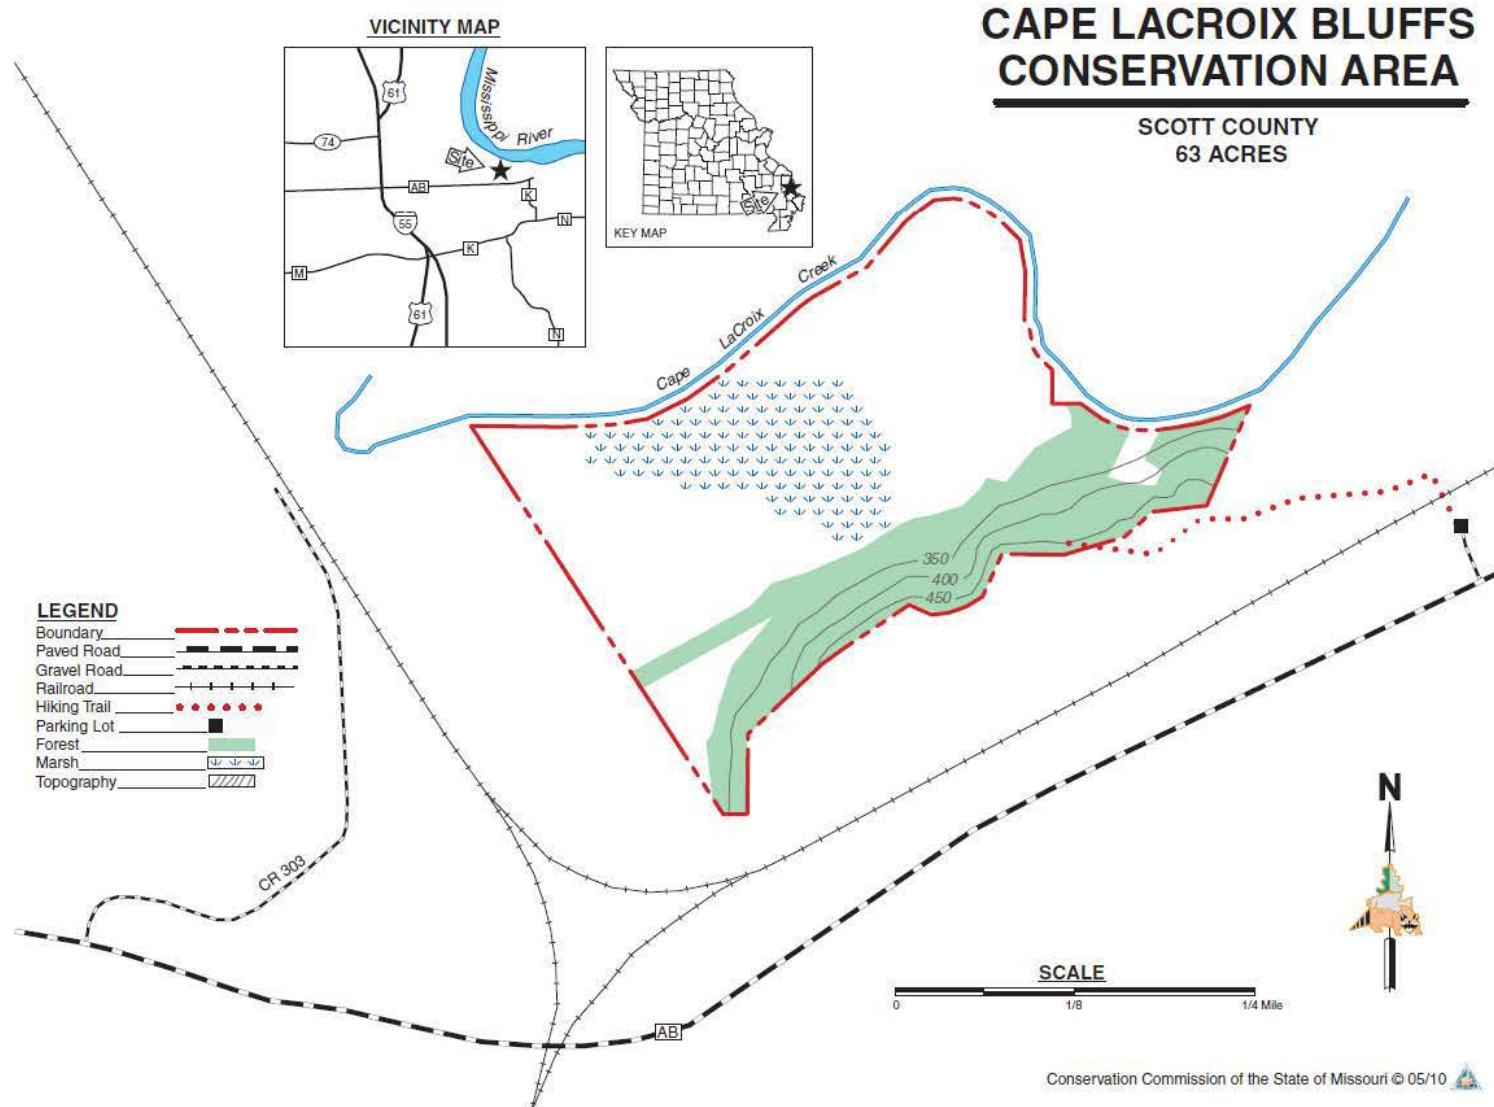 CAPE LACROIX BLUFFS
CONSERVATION AREA
SCOTT COUNTY
63 ACRES
VICINITY MAP
61
74
Mississippi
River
Site
AB
K
N
55
K
M
61
N
Site
KEY MAP
Cape LaCroix Creek
350
400
450
LEGEND
Boundary
Paved Road
Gravel Road
Railroad
Hiking Trail
Parking Lot
Forest
Marsh
Topography
CR 303
AB
N
SCALE
0 1/8 1/4 Mile
Conservation Commission of the State of Missouri © 05/10